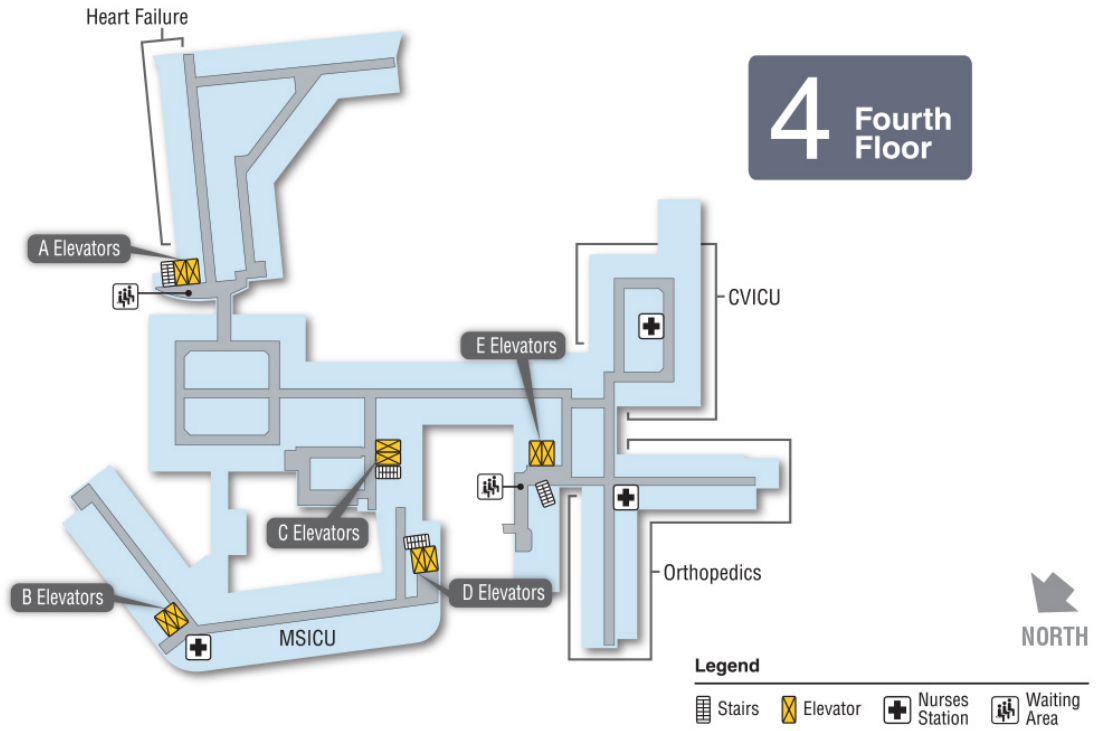 Heart Failure
4 Fourth
Floor
A Elevators
CVICU
E Elevators
C Elevators
Orthopedics
B Elevators
D Elevators
MSICU
NORTH
Legend
Stairs
Elevator
Nurses
Station
Waiting
Area